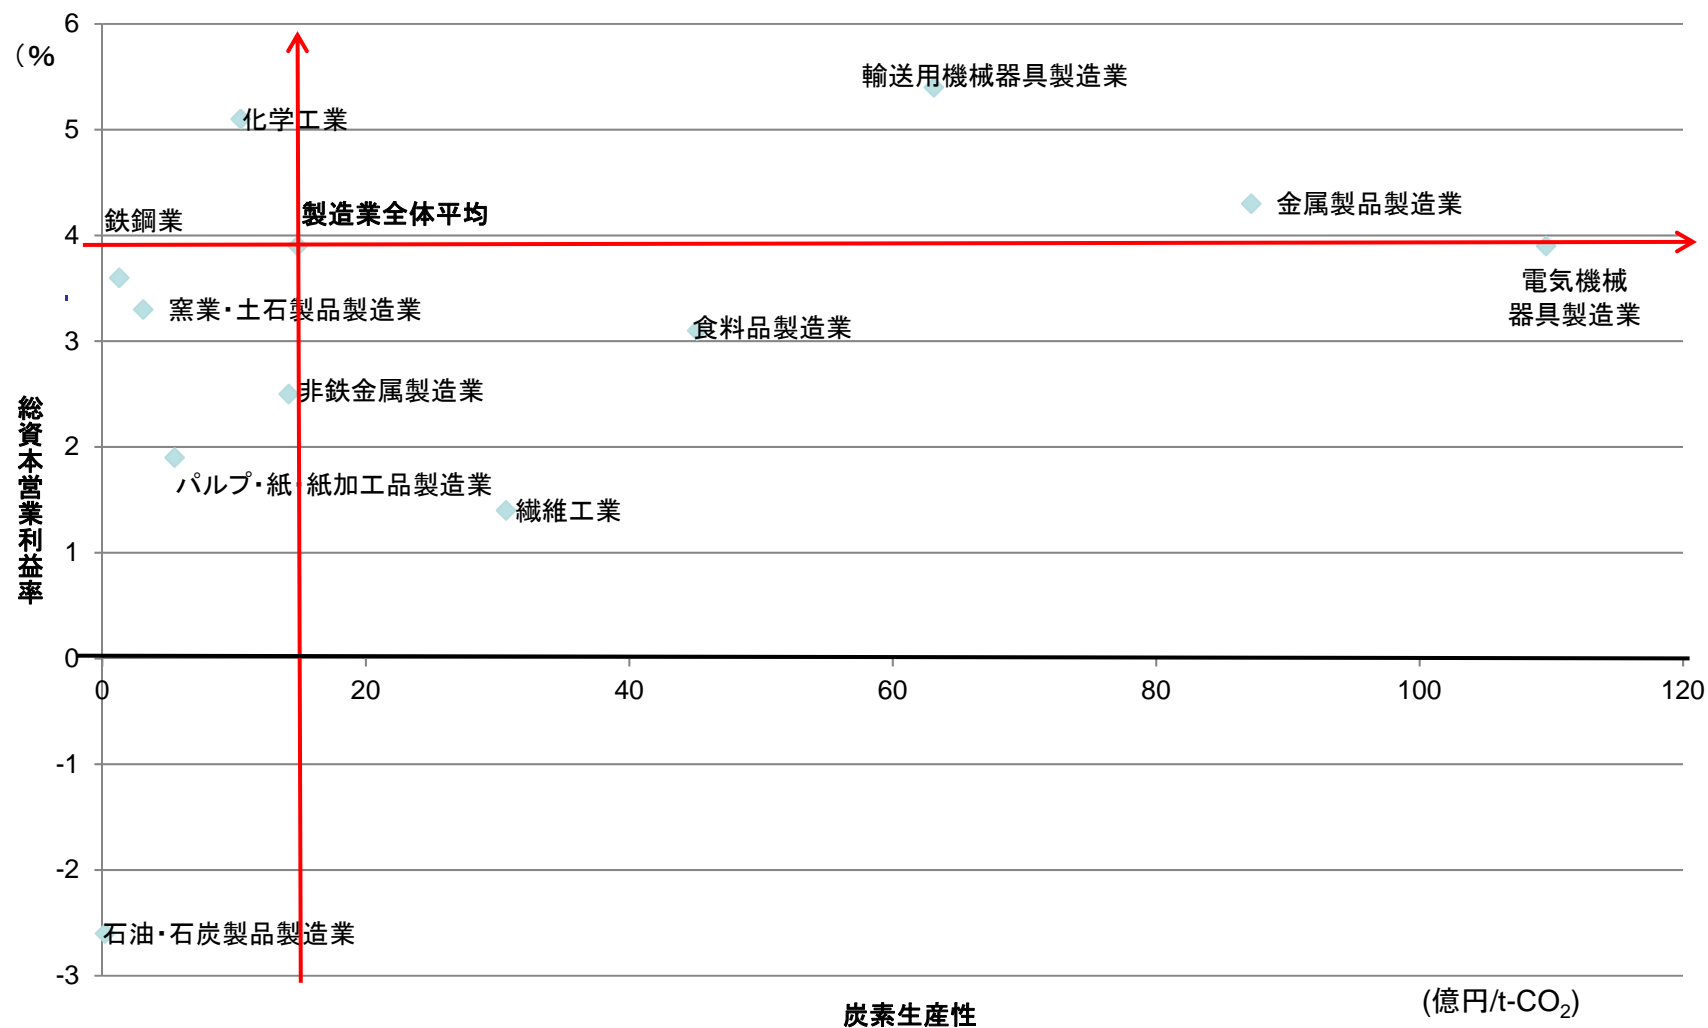 6
（%
輸送用機械器具製造業
化学工業
5
金属製品製造業
鉄鋼業
製造業全体平均
4
電気機械
器具製造業
窯業・土石製品製造業
食料品製造業
3
非鉄金属製造業
総資本営業利益率
2
パルプ・紙・紙加工品製造業
繊維工業
1
0
0
20
40
60
80
100
120
-1
-2
石油・石炭製品製造業
-3
(億円/t-CO₂)
炭素生産性